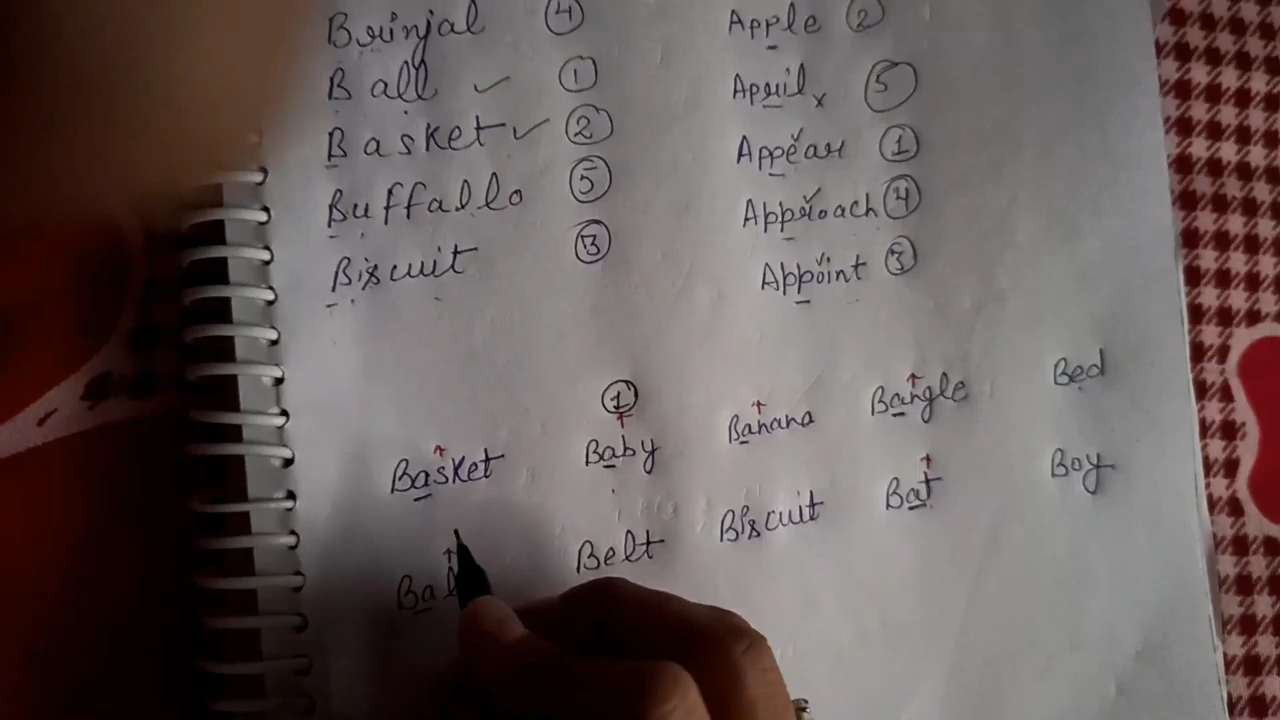 Brinjal ④ Apple ②
Ball ✓ ① April x ⑤
Basket ✓ ② Appear ①
Buffallo ⑤ Approach ④
Biscuit ③ Appoint ③
①
Basket Baby Banana Bangle Bed
Belt Biscuit Bat Boy